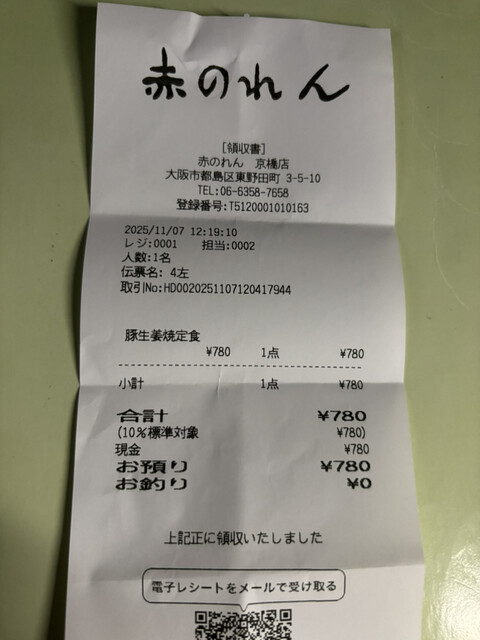 赤のれん
[領収書]
赤のれん 京橋店
大阪市都島区東野田町 3-5-10
TEL:06-6358-7658
登録番号:T5120001010163
2025/11/07 12:19:10
レジ:0001 担当:0002
人数:1名
伝票名: 4左
取引No:HD0020251107120417944
豚生姜焼定食
¥780 1点 ¥780
小計 1点 ¥780
合計 ¥780
(10%標準対象 ¥780)
現金 ¥780
お預り ¥780
お釣り ¥0
上記正に領収いたしました
電子レシートをメールで受け取る